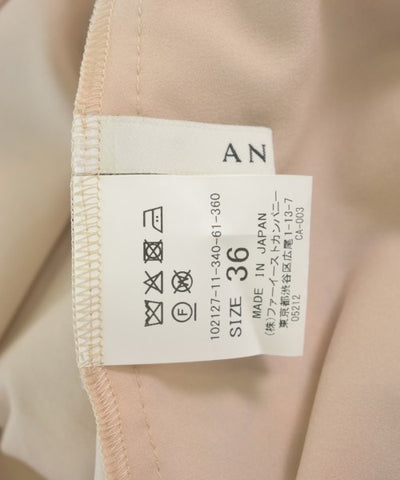 AN
102127-11-340-61-360
SIZE 36
MADE IN JAPAN
(株)ファーイーストカンパニー
東京都渋谷区広尾1-13-7
05212 CA-003